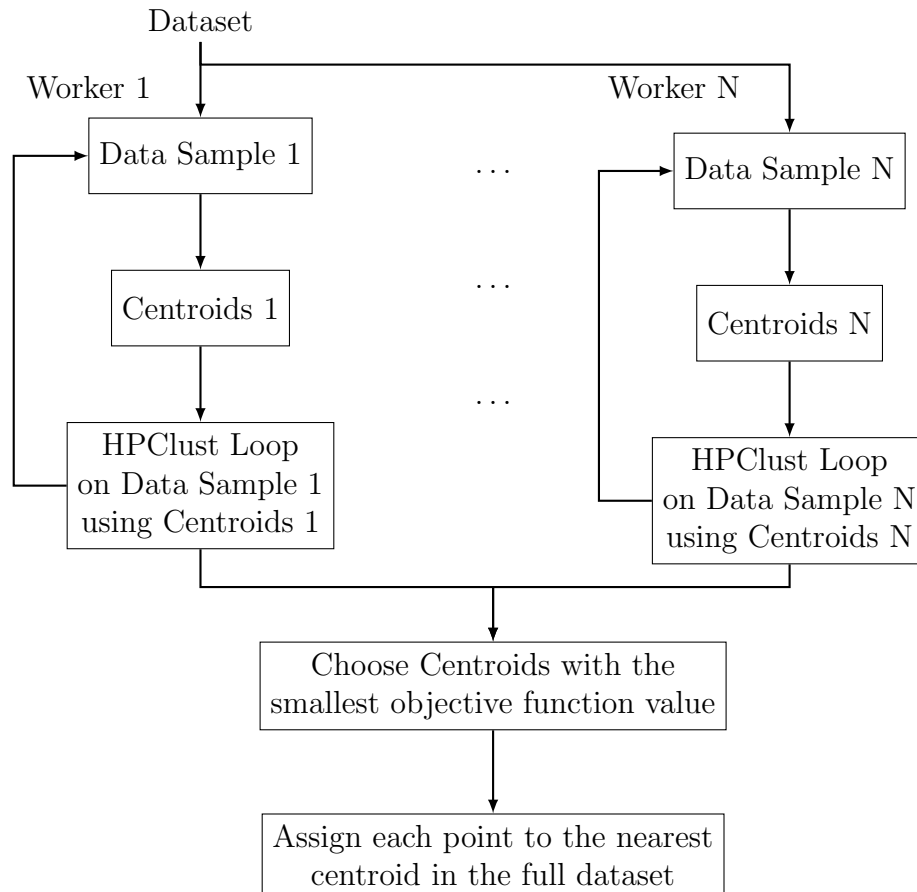 Dataset
Worker 1
Worker N
Data Sample 1
. . .
Data Sample N
Centroids 1
. . .
Centroids N
. . .
HPClust Loop
on Data Sample 1
using Centroids 1
HPClust Loop
on Data Sample N
using Centroids N
Choose Centroids with the
smallest objective function value
Assign each point to the nearest
centroid in the full dataset